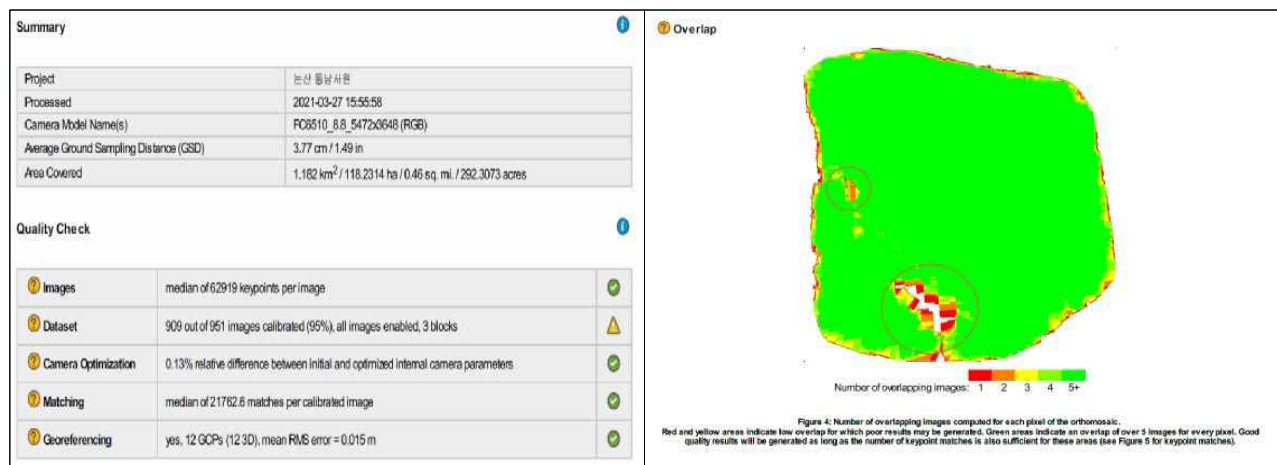 Summary
Project 논산 돈남서원
Processed 2021-03-27 15:55:58
Camera Model Name(s) FC6510_8.8_5472x3648 (RGB)
Average Ground Sampling Distance (GSD) 3.77 cm / 1.49 in
Area Covered 1.182 km² / 118.2314 ha / 0.46 sq. mi. / 292.3073 acres
Quality Check
Images median of 62919 keypoints per image
Dataset 909 out of 951 images calibrated (95%), all images enabled, 3 blocks
Camera Optimization 0.13% relative difference between initial and optimized internal camera parameters
Matching median of 21762.6 matches per calibrated image
Georeferencing yes, 12 GCPs (12 3D), mean RMS error = 0.015 m
Overlap
Number of overlapping images: 1 2 3 4 5+
Figure 4: Number of overlapping images computed for each pixel of the orthomosaic.
Red and yellow areas indicate low overlap for which poor results may be generated. Green areas indicate an overlap of over 5 images for every pixel. Good
quality results will be generated as long as the number of keypoint matches is also sufficient for these areas (see Figure 5 for keypoint matches).